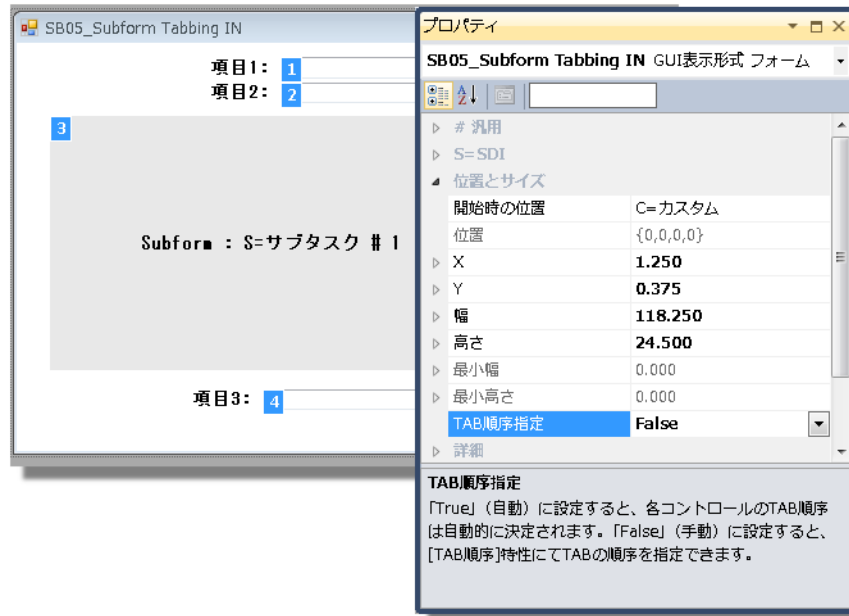 SB05_Subform Tabbing IN
項目1: 1
項目2: 2
3
Subform : S=サブタスク # 1
項目3: 4
プロパティ
SB05_Subform Tabbing IN GUI表示形式 フォーム
# 汎用
S=SDI
位置とサイズ
開始時の位置 C=カスタム
位置 {0,0,0,0}
X 1.250
Y 0.375
幅 118.250
高さ 24.500
最小幅 0.000
最小高さ 0.000
TAB順序指定 False
詳細
TAB順序指定
「True」（自動）に設定すると、各コントロールのTAB順序
は自動的に決定されます。「False」（手動）に設定すると、
[TAB順序]特性にてTABの順序を指定できます。